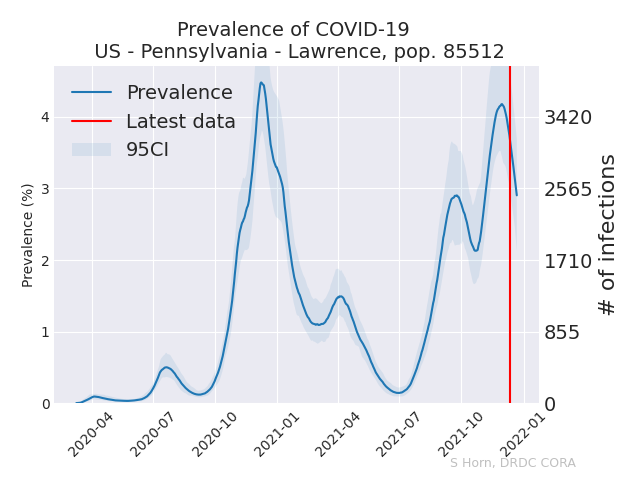 Prevalence of COVID-19
US - Pennsylvania - Lawrence, pop. 85512
Prevalence
Latest data
95CI
Prevalence (%)
4
3
2
1
0
3420
2565
1710
855
0
# of infections
2020-04
2020-07
2020-10
2021-01
2021-04
2021-07
2021-10
2022-01
S Horn, DRDC CORA